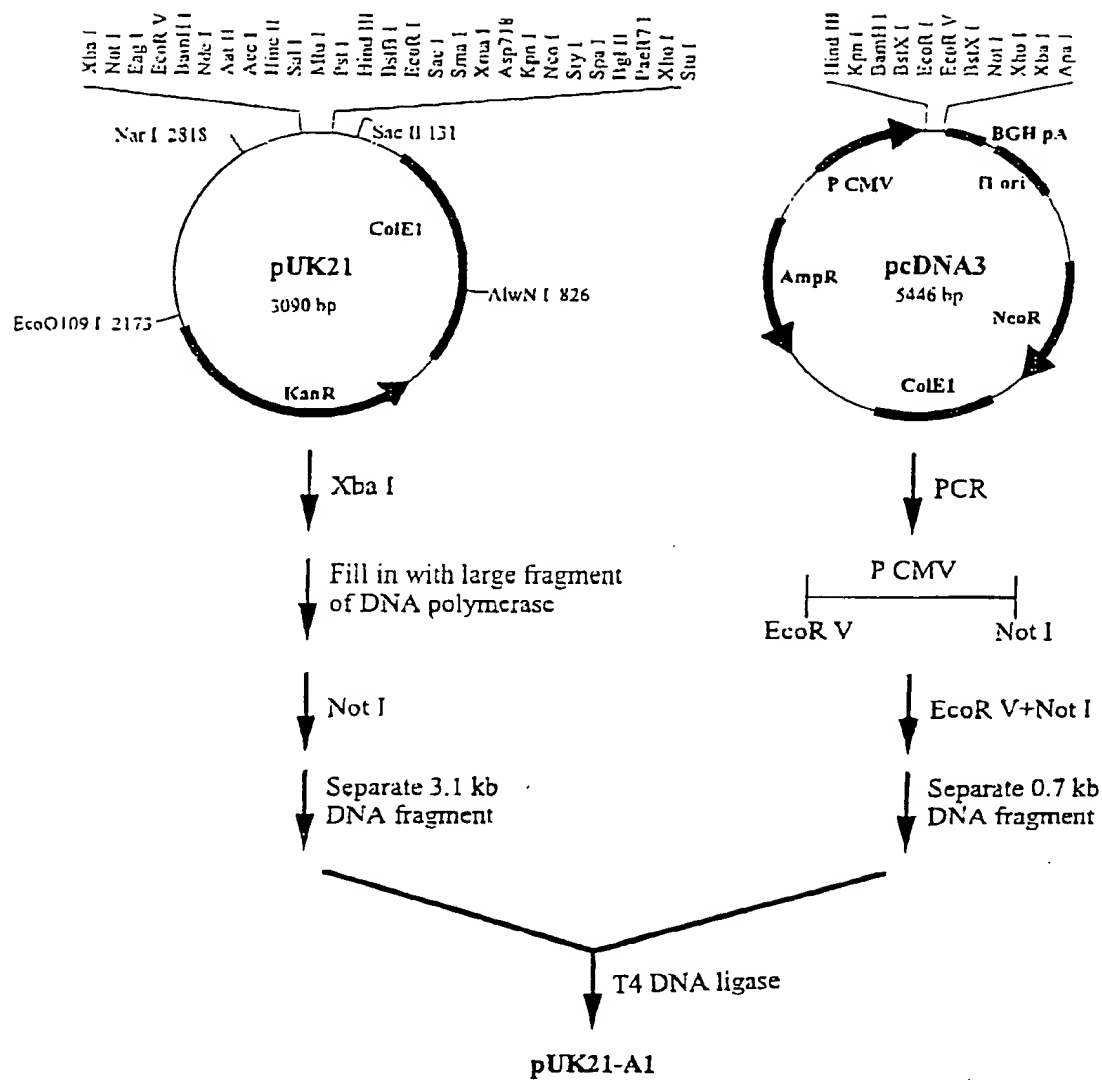 Xba I
Not I
Eag I
EcoR V
BamH I
Nde I
Aat II
Acc I
Hinc II
Sal I
Mlu I
Pst I
Hind III
BsiB I
EcoR I
Sac I
Sma I
Xma I
Asp718
Kpn I
Nco I
Sty I
Spa I
Bgl II
PaeR7 I
Xho I
Stu I
Hind III
Kpn I
BamH I
BstX I
EcoR I
EcoR V
BstX I
Not I
Xho I
Xba I
Apa I
Nar I 2818
Sac II 131
ColE1
pUK21
3090 bp
AlwN I 826
EcoO109 I 2173
KanR
BGH pA
P CMV
f1 ori
AmpR
pcDNA3
5446 bp
NeoR
ColE1
Xba I
Fill in with large fragment
of DNA polymerase
Not I
Separate 3.1 kb
DNA fragment
PCR
P CMV
EcoR V
Not I
EcoR V+Not I
Separate 0.7 kb
DNA fragment
T4 DNA ligase
pUK21-A1